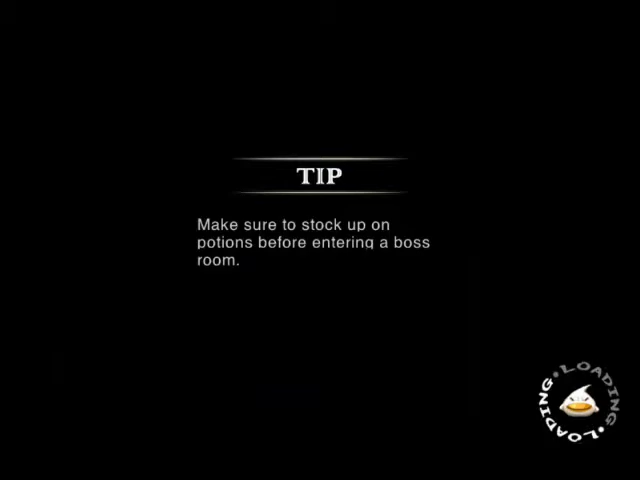 TIP
Make sure to stock up on
potions before entering a boss
room.
LOADING • LOADING •